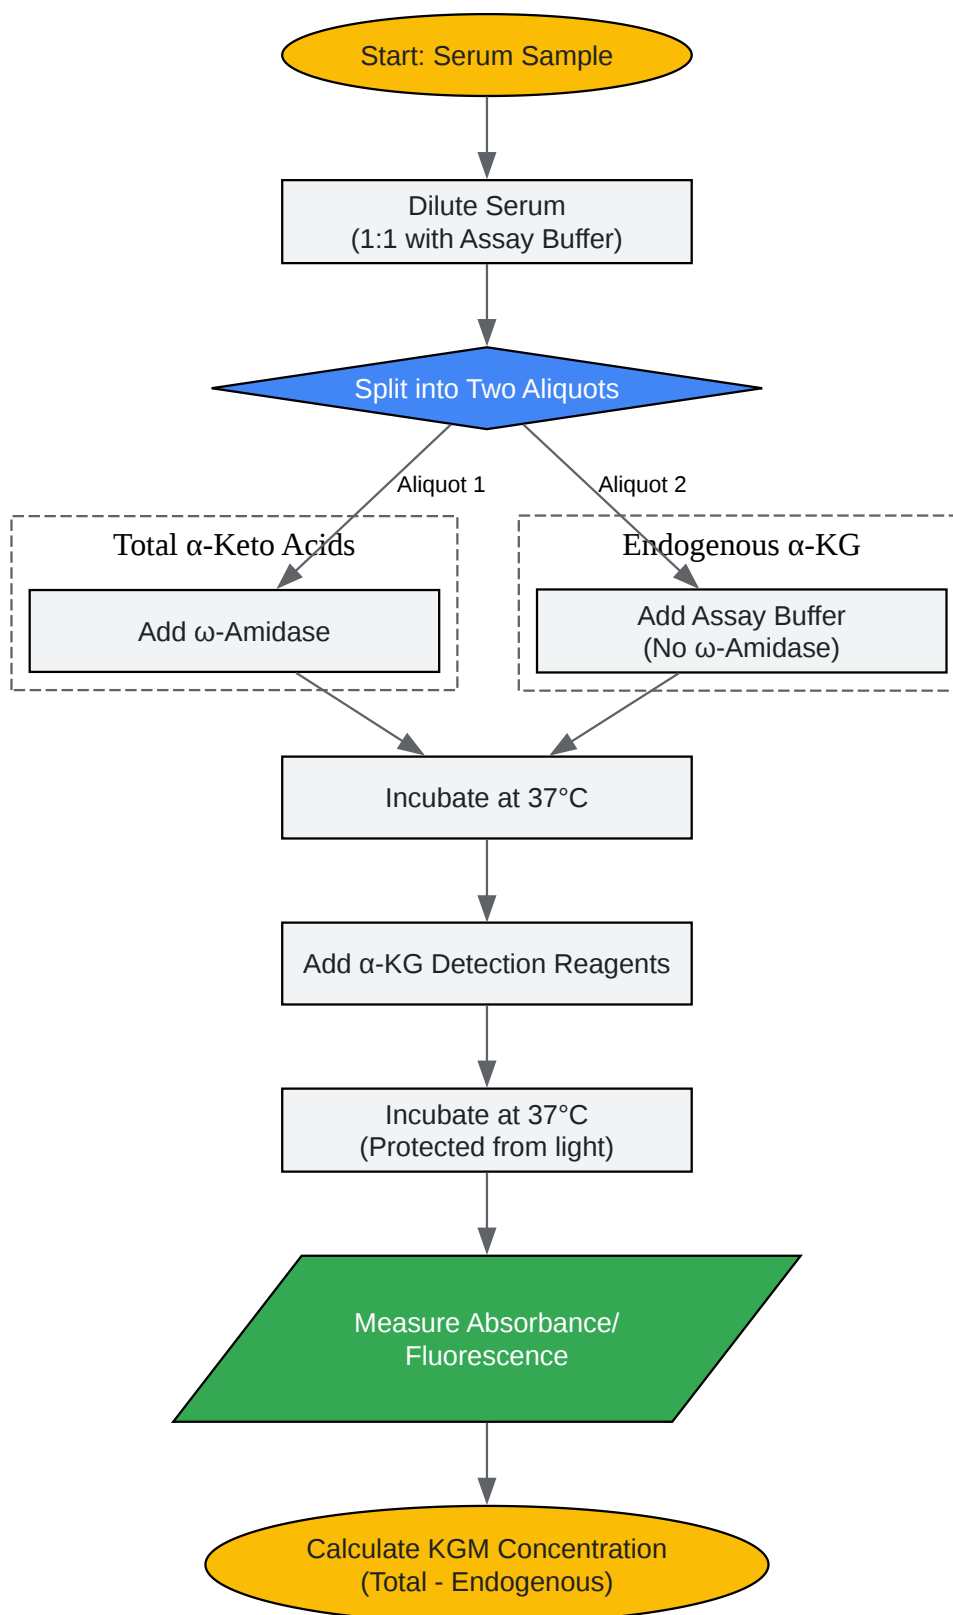 Start: Serum Sample
Dilute Serum
(1:1 with Assay Buffer)
Split into Two Aliquots
Aliquot 1
Aliquot 2
Total α-Keto Acids
Endogenous α-KG
Add ω-Amidase
Add Assay Buffer
(No ω-Amidase)
Incubate at 37°C
Add α-KG Detection Reagents
Incubate at 37°C
(Protected from light)
Measure Absorbance/
Fluorescence
Calculate KGM Concentration
(Total - Endogenous)